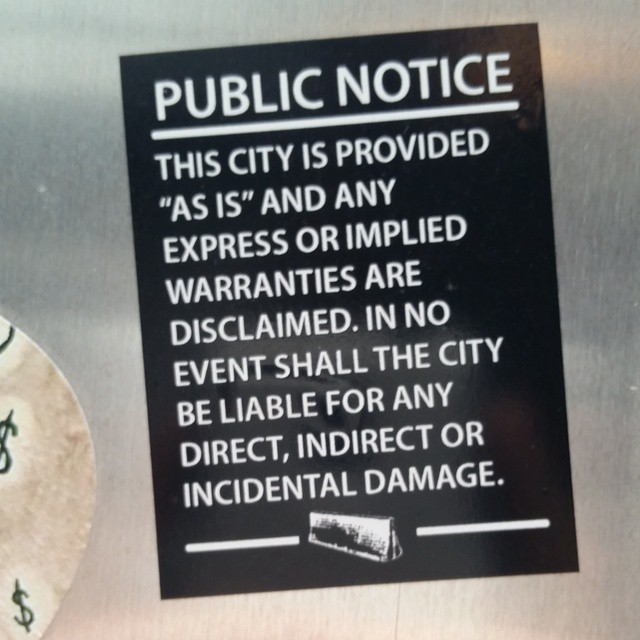 PUBLIC NOTICE
THIS CITY IS PROVIDED
"AS IS" AND ANY
EXPRESS OR IMPLIED
WARRANTIES ARE
DISCLAIMED. IN NO
EVENT SHALL THE CITY
BE LIABLE FOR ANY
DIRECT, INDIRECT OR
INCIDENTAL DAMAGE.
$
$